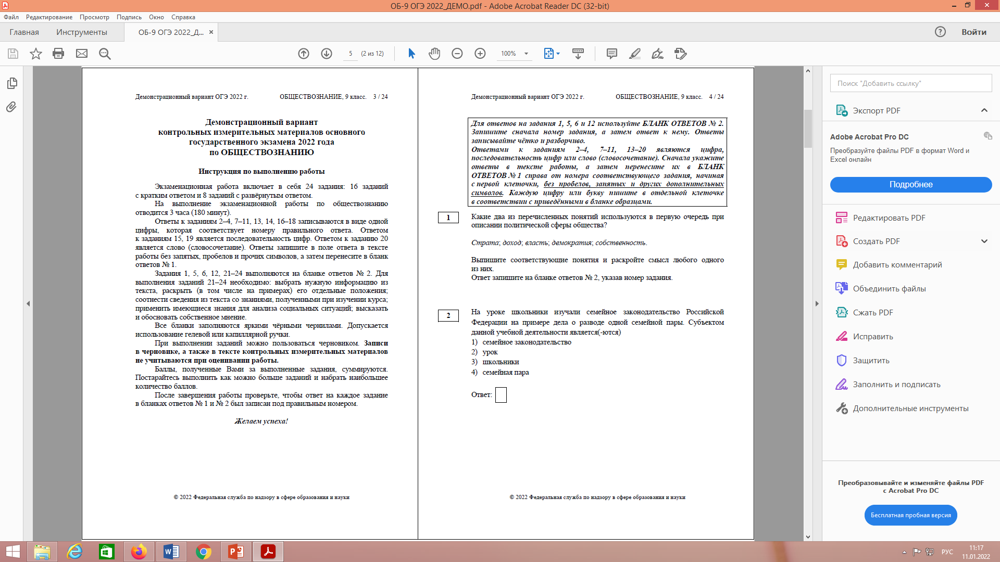 ОБ-9 ОГЭ 2022_ДЕМО.pdf - Adobe Acrobat Reader DC (32-bit)
Файл Редактирование Просмотр Подпись Окно Справка
Главная Инструменты ОБ-9 ОГЭ 2022_Д... × Войти
5 (2 из 12) 100%
Демонстрационный вариант ОГЭ 2022 г. ОБЩЕСТВОЗНАНИЕ, 9 класс. 3 / 24
Демонстрационный вариант
контрольных измерительных материалов основного
государственного экзамена 2022 года
по ОБЩЕСТВОЗНАНИЮ
Инструкция по выполнению работы
Экзаменационная работа включает в себя 24 задания: 16 заданий
с кратким ответом и 8 заданий с развёрнутым ответом.
На выполнение экзаменационной работы по обществознанию
отводится 3 часа (180 минут).
Ответы к заданиям 2–4, 7–11, 13, 14, 16–18 записываются в виде одной
цифры, которая соответствует номеру правильного ответа. Ответом
к заданиям 15, 19 является последовательность цифр. Ответом к заданию 20
является слово (словосочетание). Ответы запишите в поле ответа в тексте
работы без запятых, пробелов и прочих символов, а затем перенесите в бланк
ответов № 1.
Задания 1, 5, 6, 12, 21–24 выполняются на бланке ответов № 2. Для
выполнения заданий 21–24 необходимо: выбрать нужную информацию из
текста, раскрыть (в том числе на примерах) его отдельные положения;
соотнести сведения из текста со знаниями, полученными при изучении курса;
применить имеющиеся знания для анализа социальных ситуаций; высказать
и обосновать собственное мнение.
Все бланки заполняются яркими чёрными чернилами. Допускается
использование гелевой или капиллярной ручки.
При выполнении заданий можно пользоваться черновиком. Записи
в черновике, а также в тексте контрольных измерительных материалов
не учитываются при оценивании работы.
Баллы, полученные Вами за выполненные задания, суммируются.
Постарайтесь выполнить как можно больше заданий и набрать наибольшее
количество баллов.
После завершения работы проверьте, чтобы ответ на каждое задание
в бланках ответов № 1 и № 2 был записан под правильным номером.
Желаем успеха!
© 2022 Федеральная служба по надзору в сфере образования и науки
Демонстрационный вариант ОГЭ 2022 г. ОБЩЕСТВОЗНАНИЕ, 9 класс. 4 / 24
Для ответов на задания 1, 5, 6 и 12 используйте БЛАНК ОТВЕТОВ № 2.
Запишите сначала номер задания, а затем ответ к нему. Ответы
записывайте чётко и разборчиво.
Ответами к заданиям 2–4, 7–11, 13–20 являются цифра,
последовательность цифр или слово (словосочетание). Сначала укажите
ответы в тексте работы, а затем перенесите их в БЛАНК
ОТВЕТОВ № 1 справа от номера соответствующего задания, начиная
с первой клеточки, без пробелов, запятых и других дополнительных
символов. Каждую цифру или букву пишите в отдельной клеточке
в соответствии с приведёнными в бланке образцами.
1 Какие два из перечисленных понятий используются в первую очередь при
описании политической сферы общества?
Страта; доход; власть; демократия; собственность.
Выпишите соответствующие понятия и раскройте смысл любого одного
из них.
Ответ запишите на бланке ответов № 2, указав номер задания.
2 На уроке школьники изучали семейное законодательство Российской
Федерации на примере дела о разводе одной семейной пары. Субъектом
данной учебной деятельности является(-ются)
1) семейное законодательство
2) урок
3) школьники
4) семейная пара
Ответ:
© 2022 Федеральная служба по надзору в сфере образования и науки
Поиск "Добавить ссылку"
Экспорт PDF
Adobe Acrobat Pro DC
Преобразуйте файлы PDF в формат Word и
Excel онлайн
Подробнее
Редактировать PDF
Создать PDF
Добавить комментарий
Объединить файлы
Сжать PDF
Исправить
Защитить
Заполнить и подписать
Дополнительные инструменты
Преобразовывайте и изменяйте файлы PDF
с Acrobat Pro DC
Бесплатная пробная версия
РУС
11:17
11.01.2022